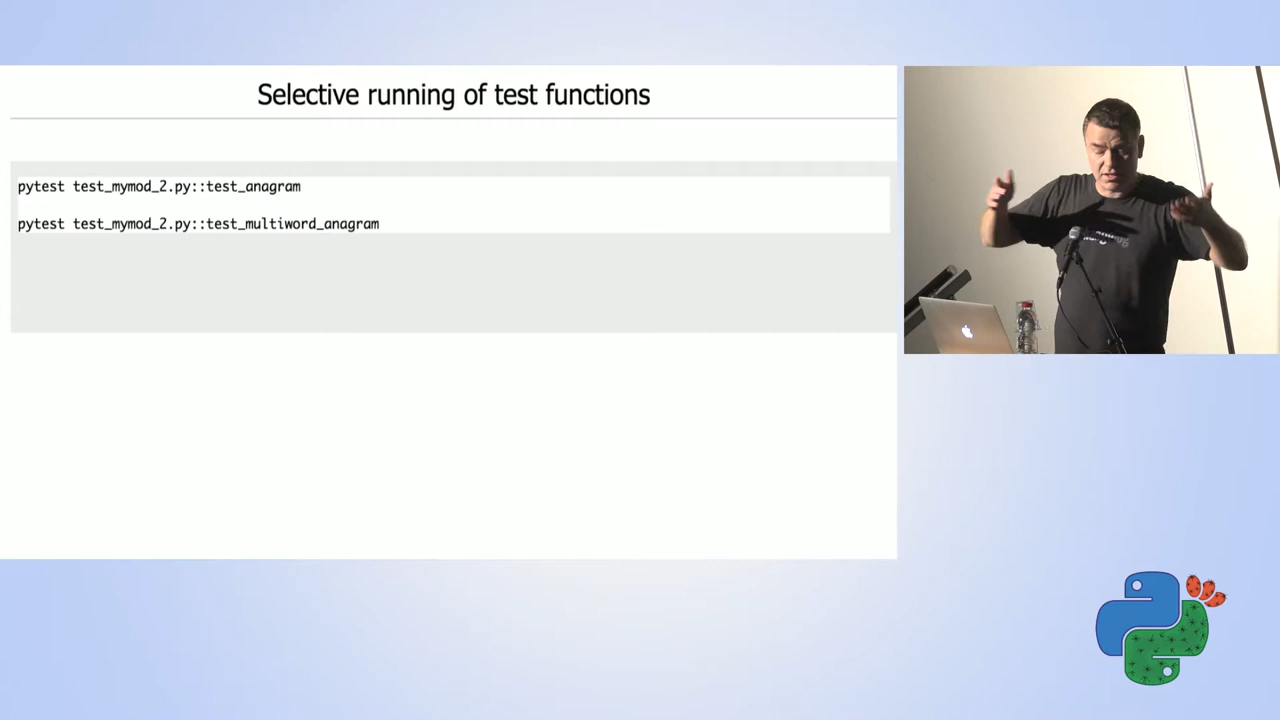 Selective running of test functions
pytest test_mymod_2.py::test_anagram
pytest test_mymod_2.py::test_multiword_anagram